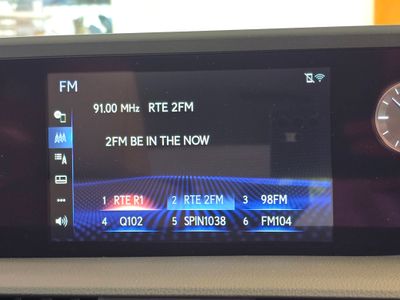 FM
91.00 MHz RTE 2FM
2FM BE IN THE NOW
1 RTE R1 2 RTE 2FM 3 98FM
4 Q102 5 SPIN1038 6 FM104